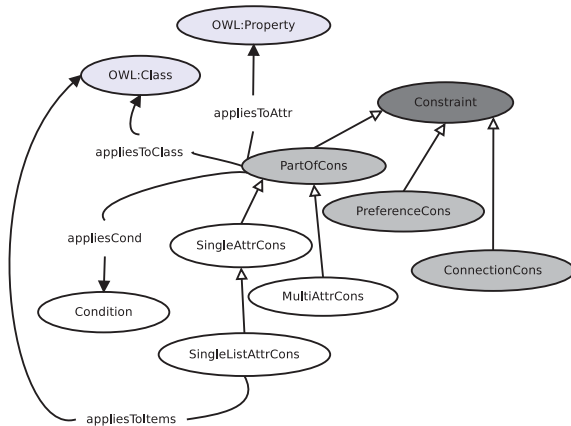 OWL:Property
OWL:Class
Constraint
appliesToAttr
appliesToClass
PartOfCons
PreferenceCons
appliesCond
SingleAttrCons
ConnectionCons
MultiAttrCons
Condition
SingleListAttrCons
appliesToItems